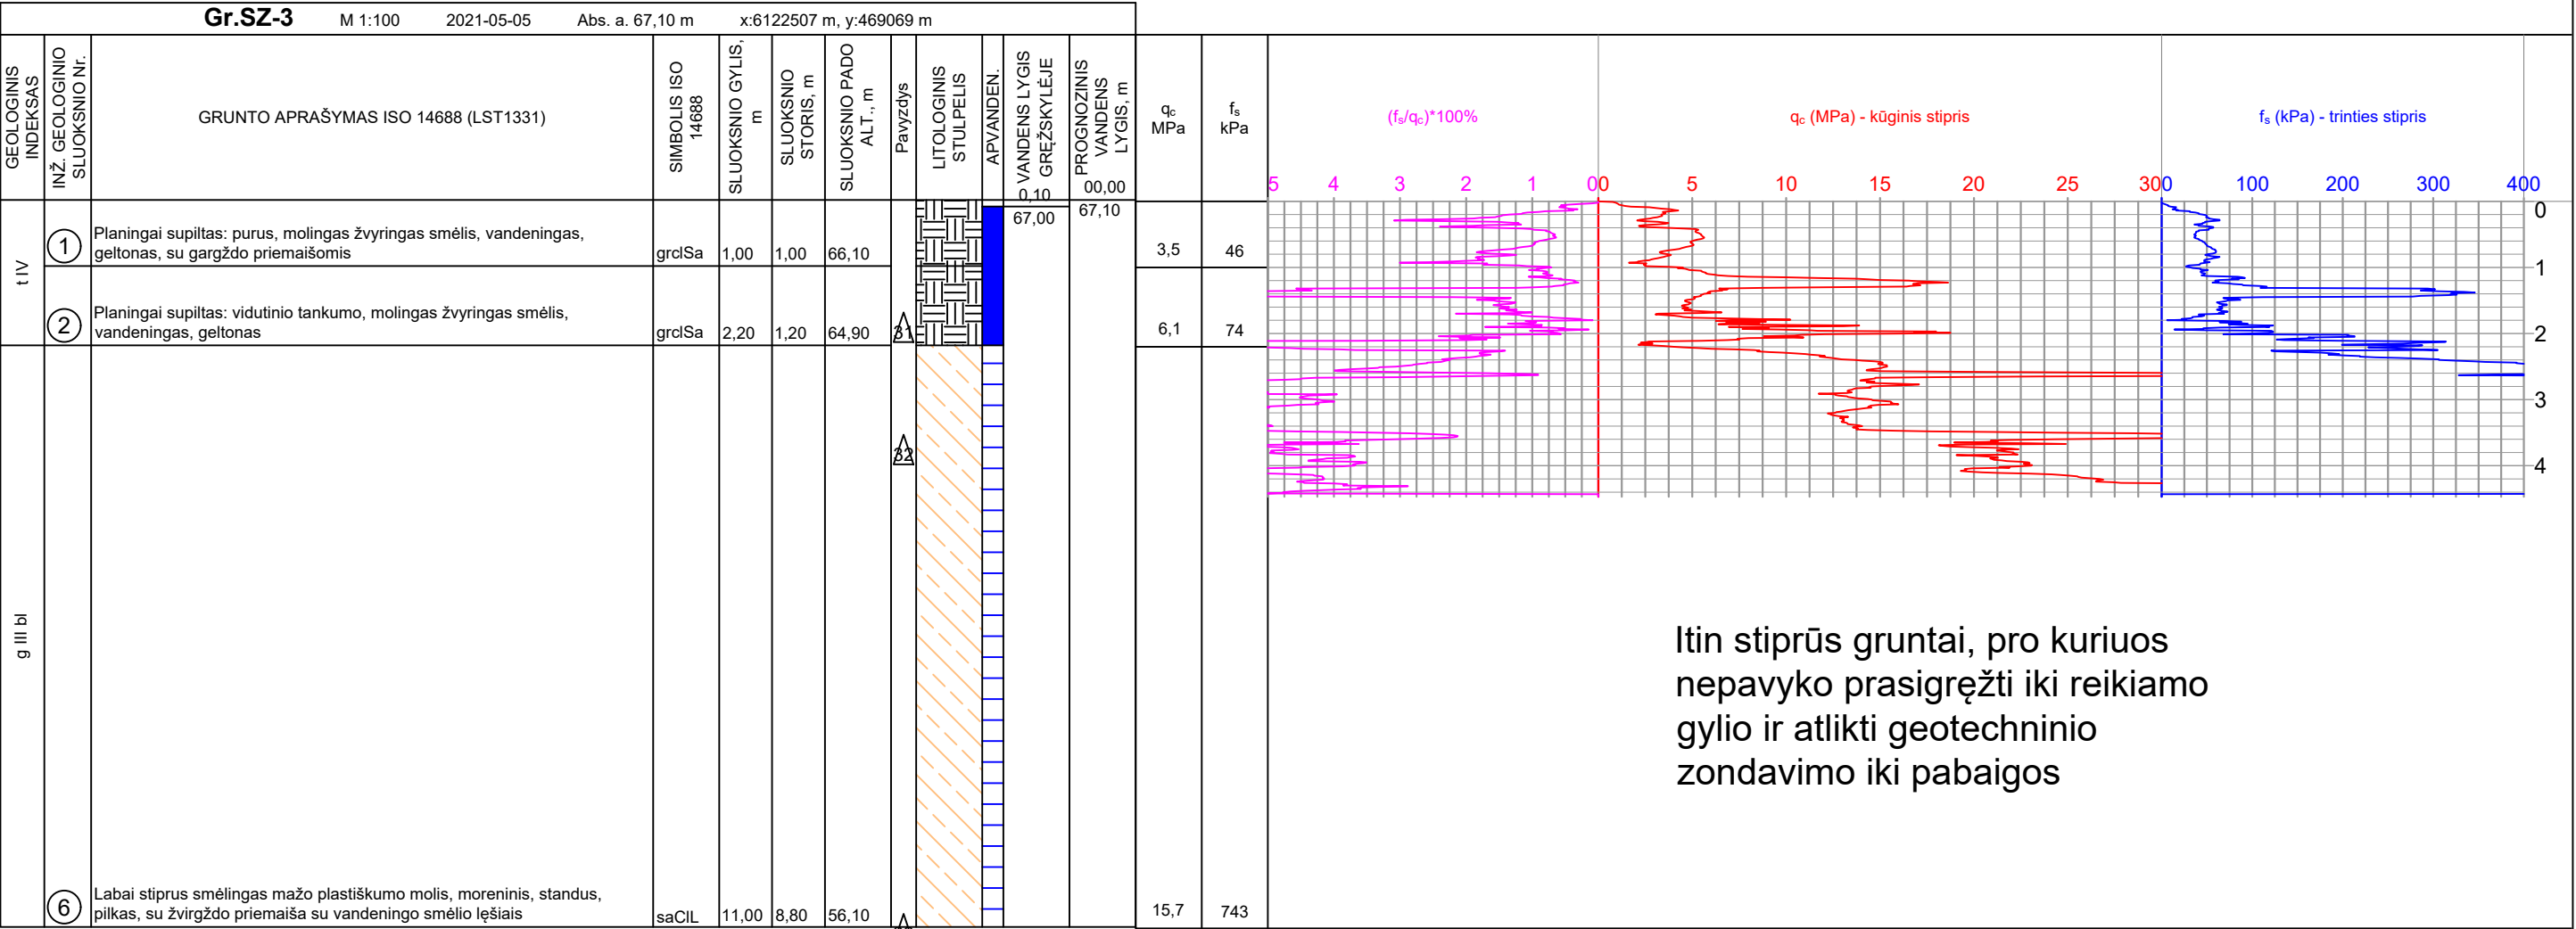 Gr.SZ-3 M 1:100 2021-05-05 Abs. a. 67,10 m x:6122507 m, y:469069 m
GEOLOGINIS
INDEKSAS
INŽ. GEOLOGINIO
SLUOKSNIO Nr.
GRUNTO APRAŠYMAS ISO 14688 (LST1331)
SIMBOLIS ISO
14688
SLUOKSNIO GYLIS,
m
SLUOKSNIO
STORIS, m
SLUOKSNIO PADO
ALT., m
Pavyzdys
LITOLOGINIS
STULPELIS
APVANDEN.
VANDENS LYGIS
GRĘŽSKYLĖJE
PROGNOZINIS
VANDENS
LYGIS, m
qc
MPa
fs
kPa
(fs/qc)*100%
qc (MPa) - kūginis stipris
fs (kPa) - trinties stipris
5 4 3 2 1 0
0 5 10 15 20 25 30
0 100 200 300 400
0,10
67,00
00,00
67,10
t IV
1
Planingai supiltas: purus, molingas žvyringas smėlis, vandeningas,
geltonas, su gargždo priemaišomis
grclSa 1,00 1,00 66,10
3,5 46
2
Planingai supiltas: vidutinio tankumo, molingas žvyringas smėlis,
vandeningas, geltonas
grclSa 2,20 1,20 64,90
31
6,1 74
0
1
2
3
4
32
g III bl
Itin stiprūs gruntai, pro kuriuos
nepavyko prasigręžti iki reikiamo
gylio ir atlikti geotechninio
zondavimo iki pabaigos
6
Labai stiprus smėlingas mažo plastiškumo molis, moreninis, standus,
pilkas, su žvirgždo priemaiša su vandeningo smėlio lęšiais
saClL 11,00 8,80 56,10
15,7 743